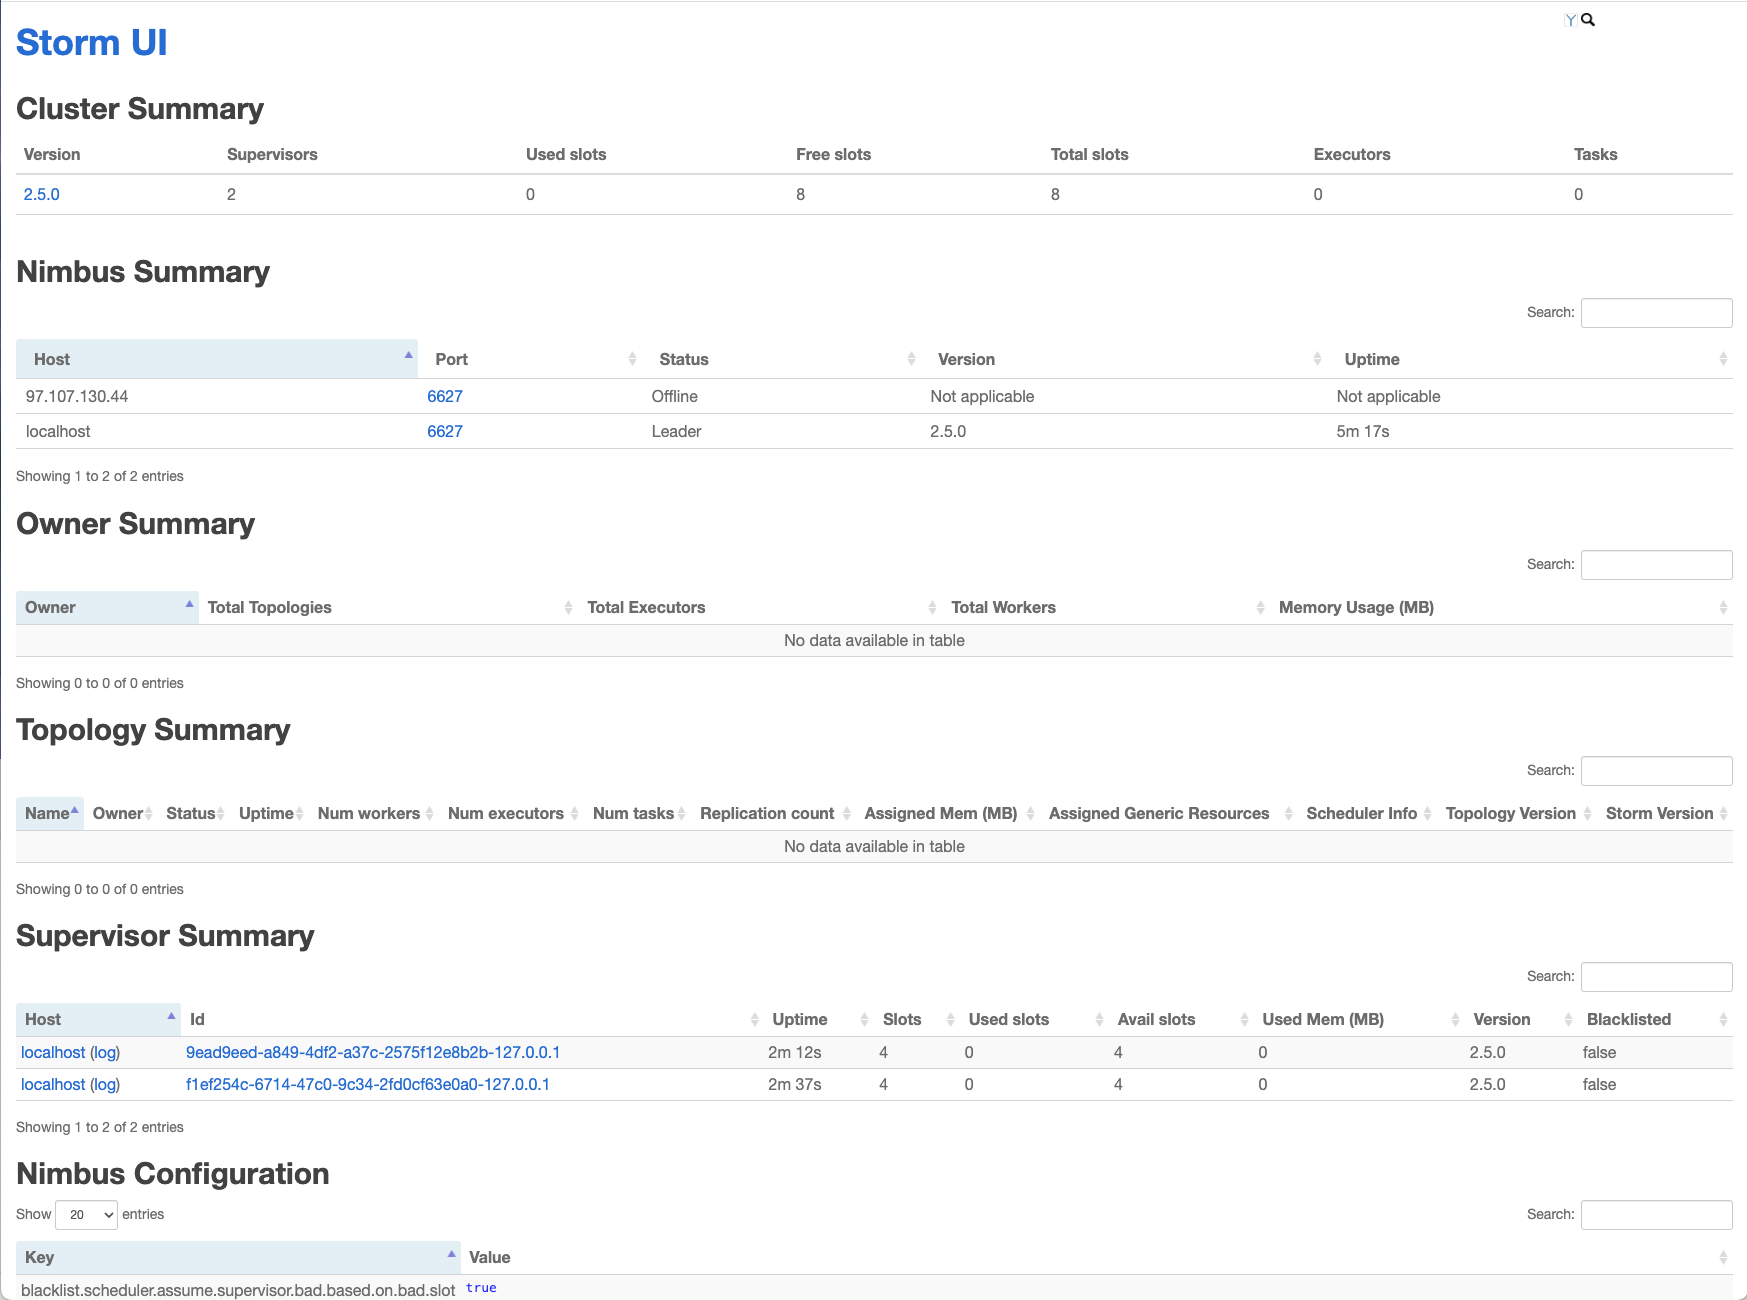 Storm UI
Cluster Summary
Version Supervisors Used slots Free slots Total slots Executors Tasks
2.5.0 2 0 8 8 0 0
Nimbus Summary
Search:
Host Port Status Version Uptime
97.107.130.44 6627 Offline Not applicable Not applicable
localhost 6627 Leader 2.5.0 5m 17s
Showing 1 to 2 of 2 entries
Owner Summary
Search:
Owner Total Topologies Total Executors Total Workers Memory Usage (MB)
No data available in table
Showing 0 to 0 of 0 entries
Topology Summary
Search:
Name Owner Status Uptime Num workers Num executors Num tasks Replication count Assigned Mem (MB) Assigned Generic Resources Scheduler Info Topology Version Storm Version
No data available in table
Showing 0 to 0 of 0 entries
Supervisor Summary
Search:
Host Id Uptime Slots Used slots Avail slots Used Mem (MB) Version Blacklisted
localhost (log) 9ead9eed-a849-4df2-a37c-2575f12e8b2b-127.0.0.1 2m 12s 4 0 4 0 2.5.0 false
localhost (log) f1ef254c-6714-47c0-9c34-2fd0cf63e0a0-127.0.0.1 2m 37s 4 0 4 0 2.5.0 false
Showing 1 to 2 of 2 entries
Nimbus Configuration
Show 20 entries Search:
Key Value
blacklist.scheduler.assume.supervisor.bad.based.on.bad.slot true